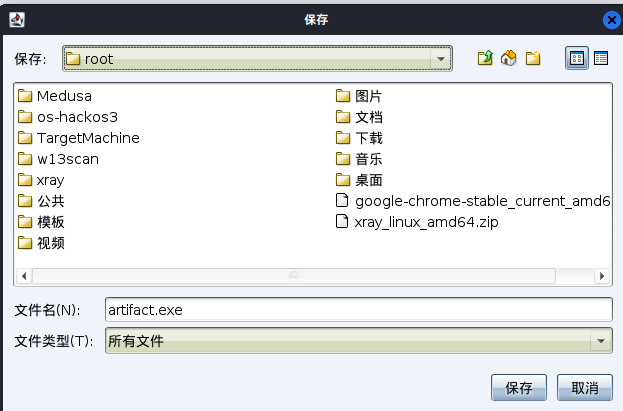 保存
保存:
root
Medusa
os-hackos3
TargetMachine
w13scan
xray
公共
模板
视频
图片
文档
下载
音乐
桌面
google-chrome-stable_current_amd6
xray_linux_amd64.zip
文件名(N):
artifact.exe
文件类型(T):
所有文件
保存
取消